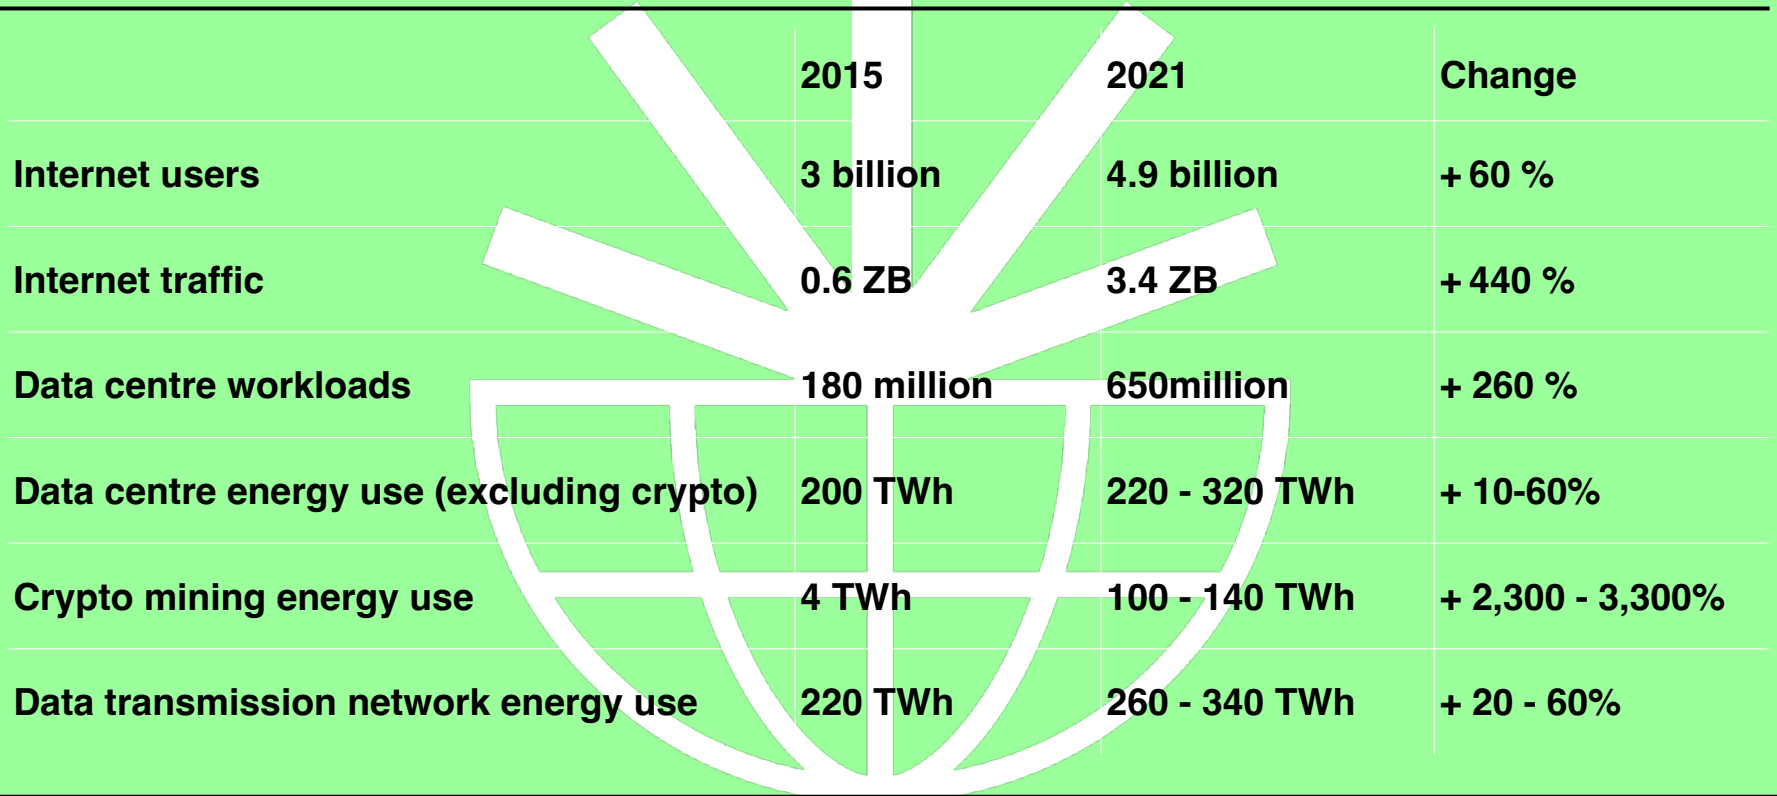 2015 2021 Change
Internet users 3 billion 4.9 billion + 60 %
Internet traffic 0.6 ZB 3.4 ZB + 440 %
Data centre workloads 180 million 650million + 260 %
Data centre energy use (excluding crypto) 200 TWh 220 - 320 TWh + 10-60%
Crypto mining energy use 4 TWh 100 - 140 TWh + 2,300 - 3,300%
Data transmission network energy use 220 TWh 260 - 340 TWh + 20 - 60%